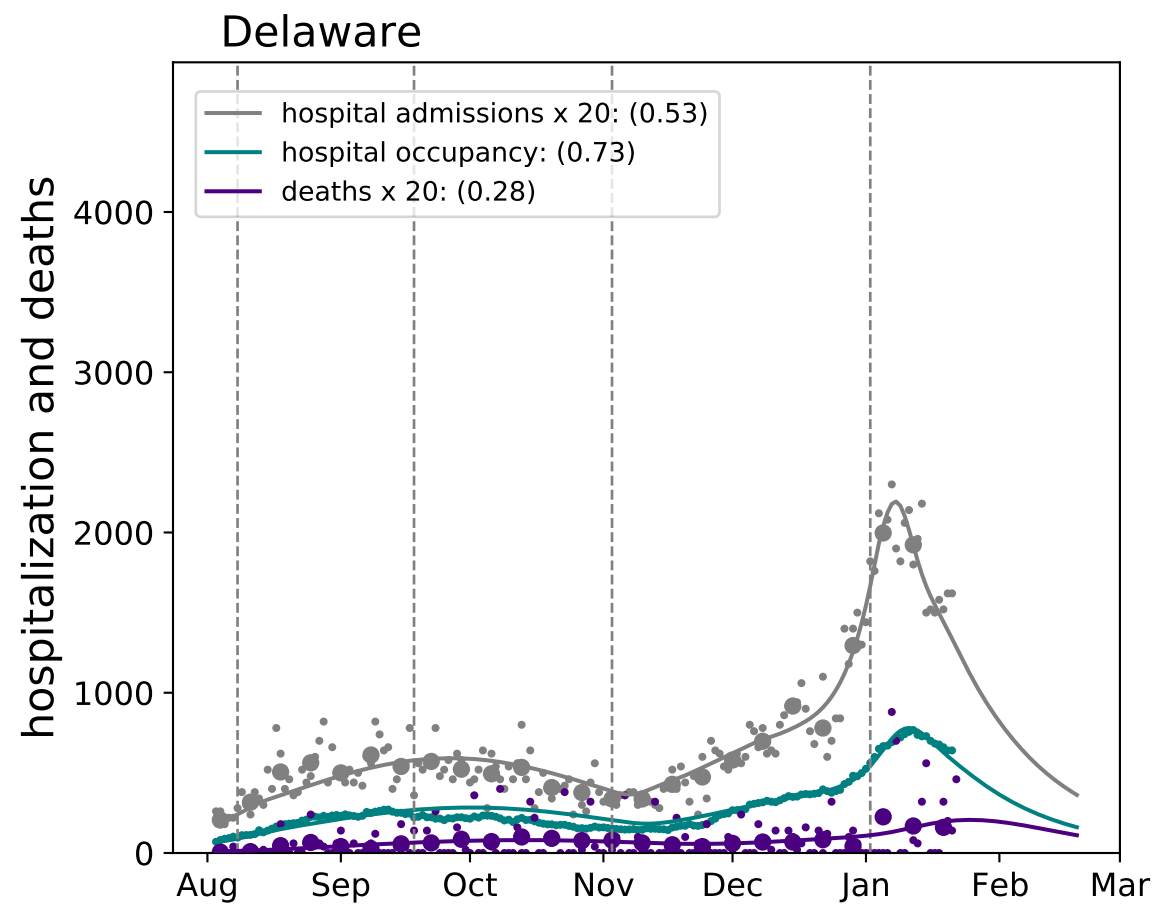 Delaware
hospital admissions x 20: (0.53)
hospital occupancy: (0.73)
deaths x 20: (0.28)
hospitalization and deaths
4000
3000
2000
1000
0
Aug Sep Oct Nov Dec Jan Feb Mar